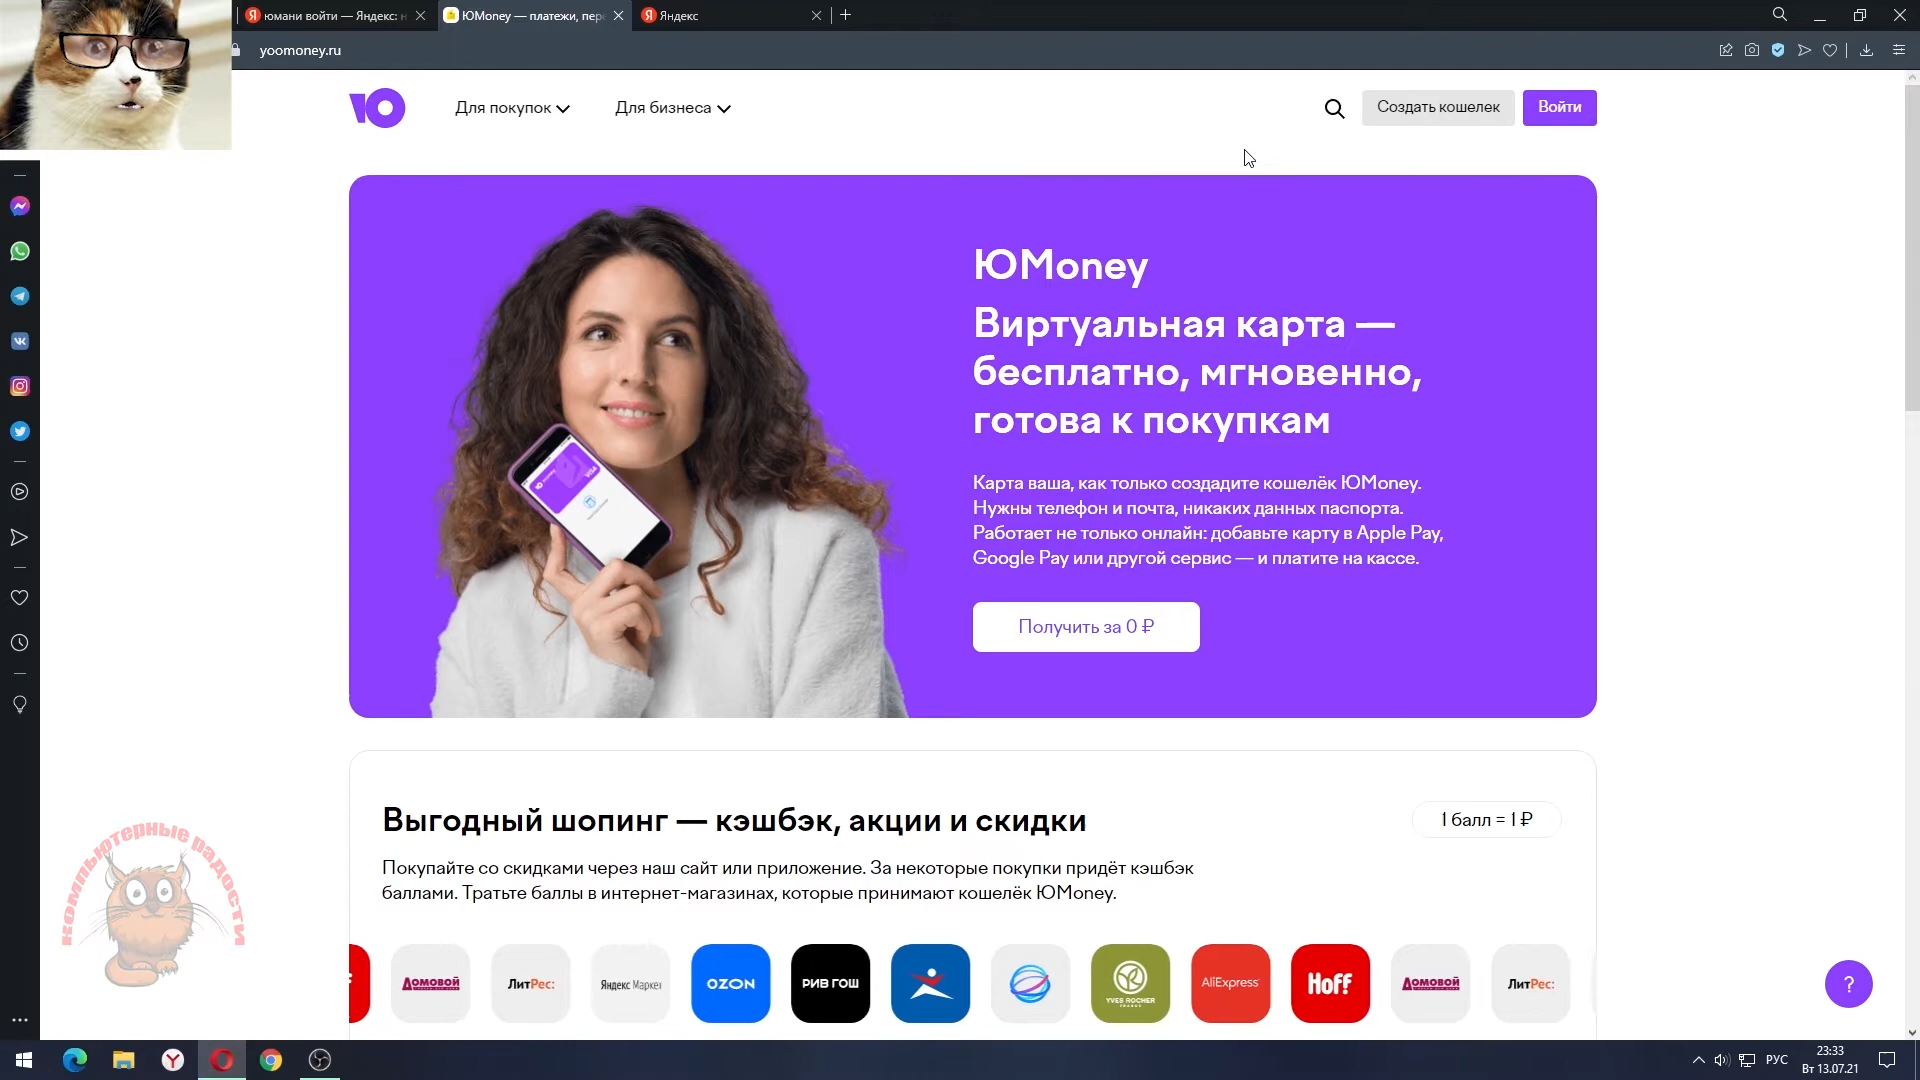 юмани войти — Яндекс: н
ЮMoney — платежи, пер
Яндекс
yoomoney.ru
Для покупок
Для бизнеса
Создать кошелек
Войти
ЮMoney
Виртуальная карта —
бесплатно, мгновенно,
готова к покупкам
Карта ваша, как только создадите кошелёк ЮMoney.
Нужны телефон и почта, никаких данных паспорта.
Работает не только онлайн: добавьте карту в Apple Pay,
Google Pay или другой сервис — и платите на кассе.
Получить за 0 ₽
Выгодный шопинг — кэшбэк, акции и скидки
1 балл = 1 ₽
Покупайте со скидками через наш сайт или приложение. За некоторые покупки придёт кэшбэк
баллами. Тратьте баллы в интернет-магазинах, которые принимают кошелёк ЮMoney.
компьютерные радости
Домовой
ЛитРес:
Яндекс Маркет
OZON
РИВ ГОШ
YVES ROCHER
FRANCE
AliExpress
Hoff
Домовой
ЛитРес:
?
РУС
23:33
Вт 13.07.21